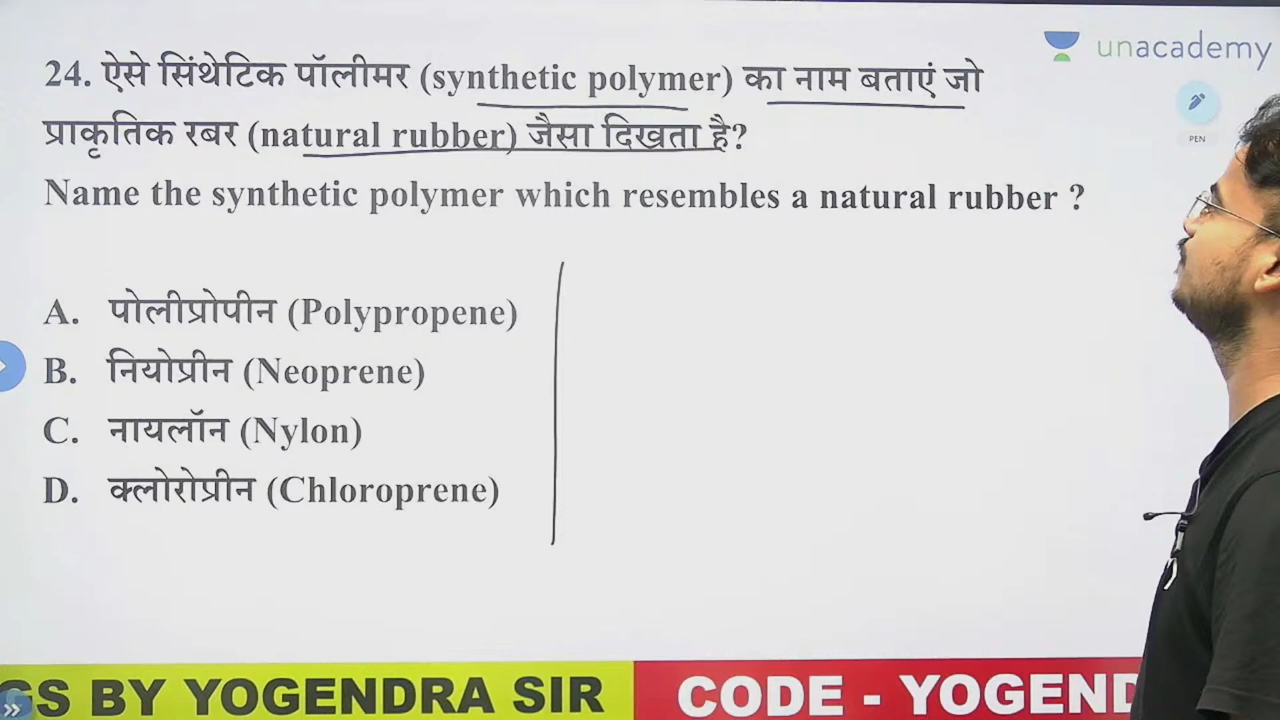 unacademy
24. ऐसे सिंथेटिक पॉलीमर (synthetic polymer) का नाम बताएं जो
प्राकृतिक रबर (natural rubber) जैसा दिखता है?
PEN
Name the synthetic polymer which resembles a natural rubber ?
A. पोलीप्रोपीन (Polypropene)
B. नियोप्रीन (Neoprene)
C. नायलॉन (Nylon)
D. क्लोरोप्रीन (Chloroprene)
GS BY YOGENDRA SIR
CODE - YOGEND